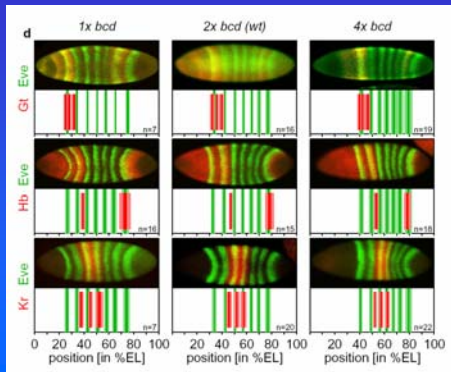 d
1x bcd 2x bcd (wt) 4x bcd
Gt Eve
n=7 n=16 n=19
Hb Eve
n=16 n=15 n=18
Kr Eve
n=7 n=20 n=22
0 20 40 60 80 100 0 20 40 60 80 100 0 20 40 60 80 100
position [in %EL] position [in %EL] position [in %EL]